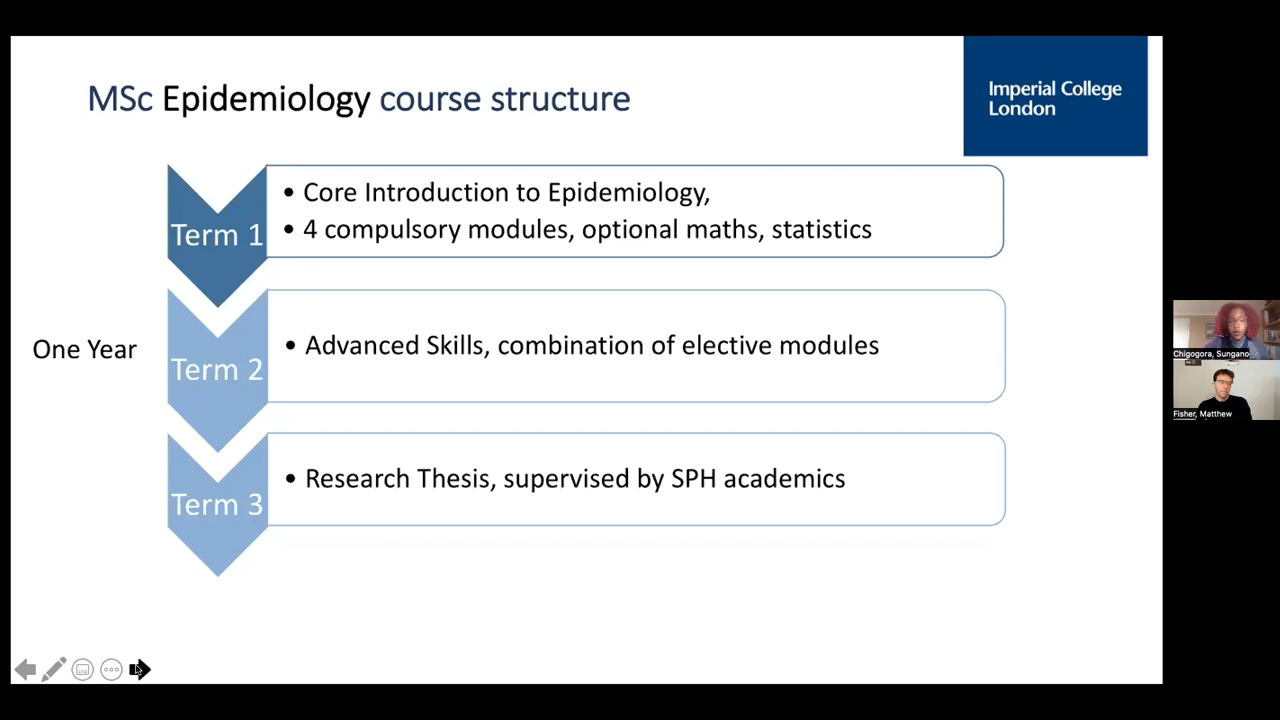 MSc Epidemiology course structure
Imperial College
London
Term 1
• Core Introduction to Epidemiology,
• 4 compulsory modules, optional maths, statistics
One Year
Term 2
• Advanced Skills, combination of elective modules
Term 3
• Research Thesis, supervised by SPH academics
Chigogora, Sungano
Fisher, Matthew